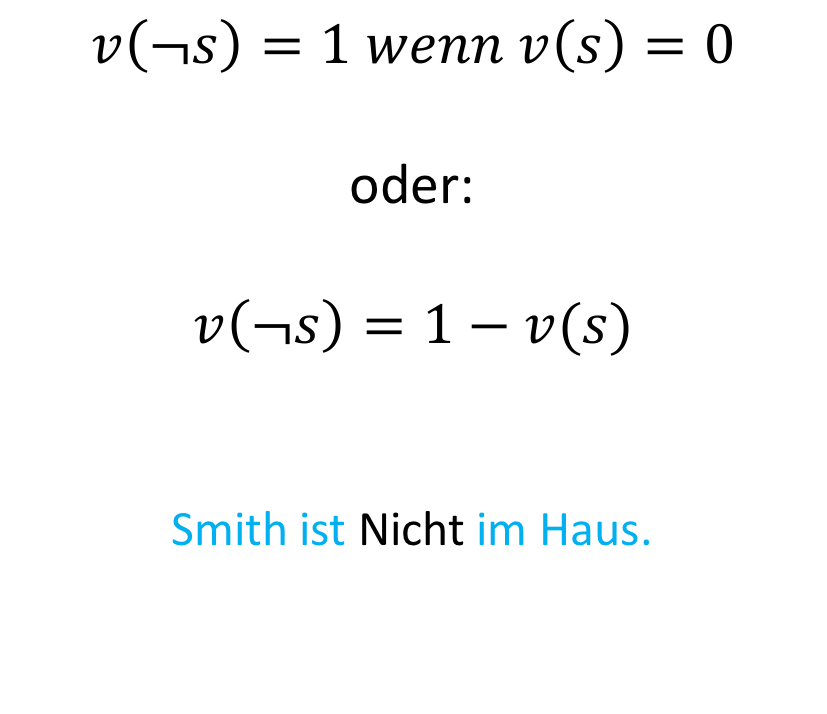 v(¬s) = 1 wenn v(s) = 0
oder:
v(¬s) = 1 − v(s)
Smith ist Nicht im Haus.